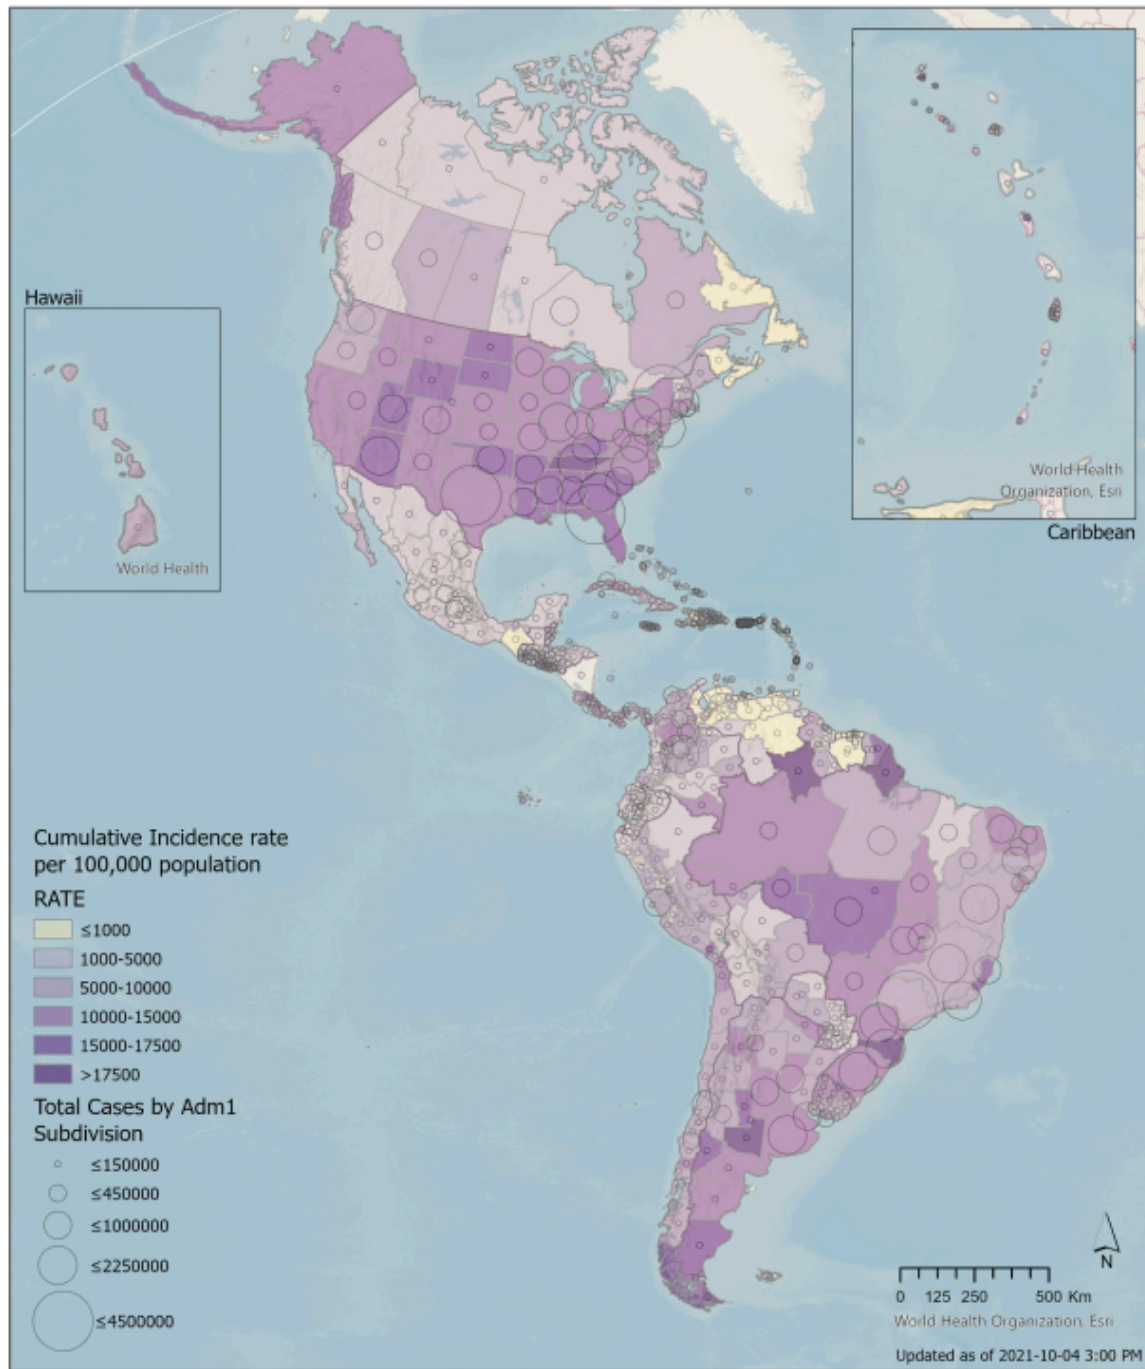 Hawaii
World Health
World Health
Organization, Esri
Caribbean
Cumulative Incidence rate
per 100,000 population
RATE
≤1000
1000-5000
5000-10000
10000-15000
15000-17500
>17500
Total Cases by Adm1
Subdivision
≤150000
≤450000
≤1000000
≤2250000
≤4500000
N
0 125 250 500 Km
World Health Organization, Esri
Updated as of 2021-10-04 3:00 PM